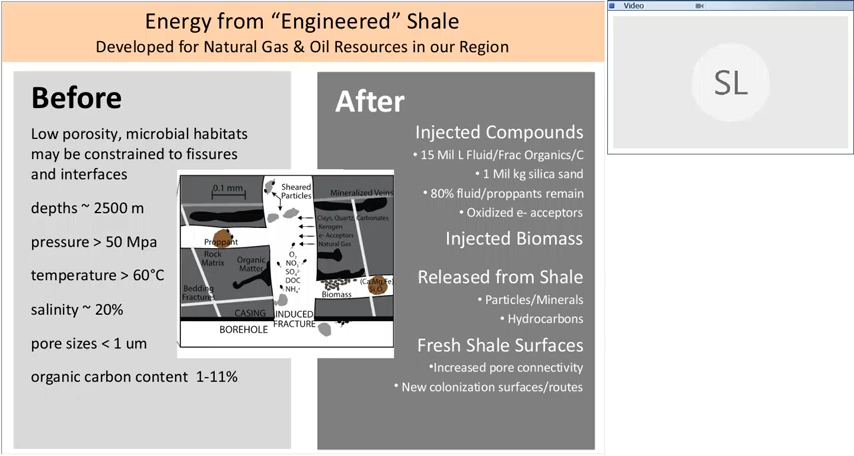 Energy from “Engineered” Shale
Developed for Natural Gas & Oil Resources in our Region
Before
Low porosity, microbial habitats
may be constrained to fissures
and interfaces
depths ~ 2500 m
pressure > 50 Mpa
temperature > 60°C
salinity ~ 20%
pore sizes < 1 um
organic carbon content 1-11%
0.1 mm
Sheared
Particles
Mineralized Veins
Clays, Quartz, Carbonates
Kerogen
e- Acceptors
Natural Gas
Proppant
Rock
Matrix
Organic
Matter
O₂
NO₃⁻
SO₄⁻
DOC
NH₄⁺
Bedding
Fractures
Biomass
CASING
BOREHOLE
INDUCED
FRACTURE
After
Injected Compounds
• 15 Mil L Fluid/Frac Organics/C
• 1 Mil kg silica sand
• 80% fluid/proppants remain
• Oxidized e- acceptors
Injected Biomass
Released from Shale
• Particles/Minerals
• Hydrocarbons
Fresh Shale Surfaces
•Increased pore connectivity
• New colonization surfaces/routes
Video
SL